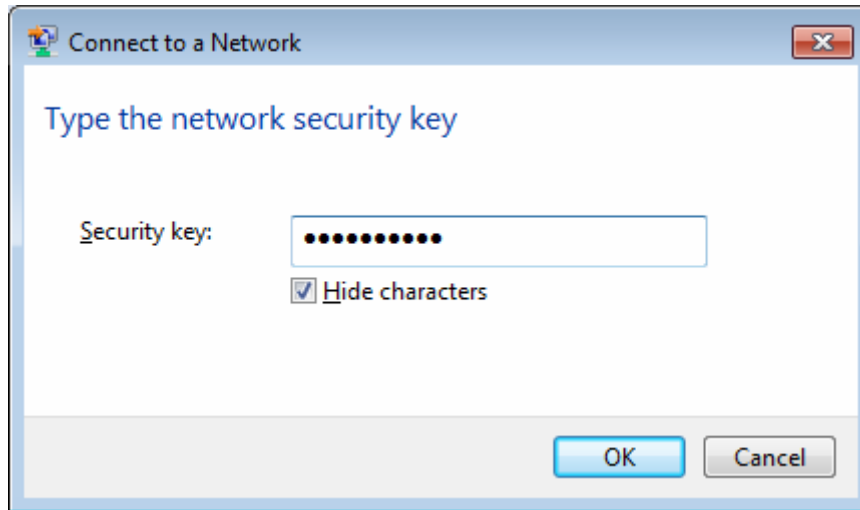 Connect to a Network
Type the network security key
Security key: ••••••••••
Hide characters
OK Cancel